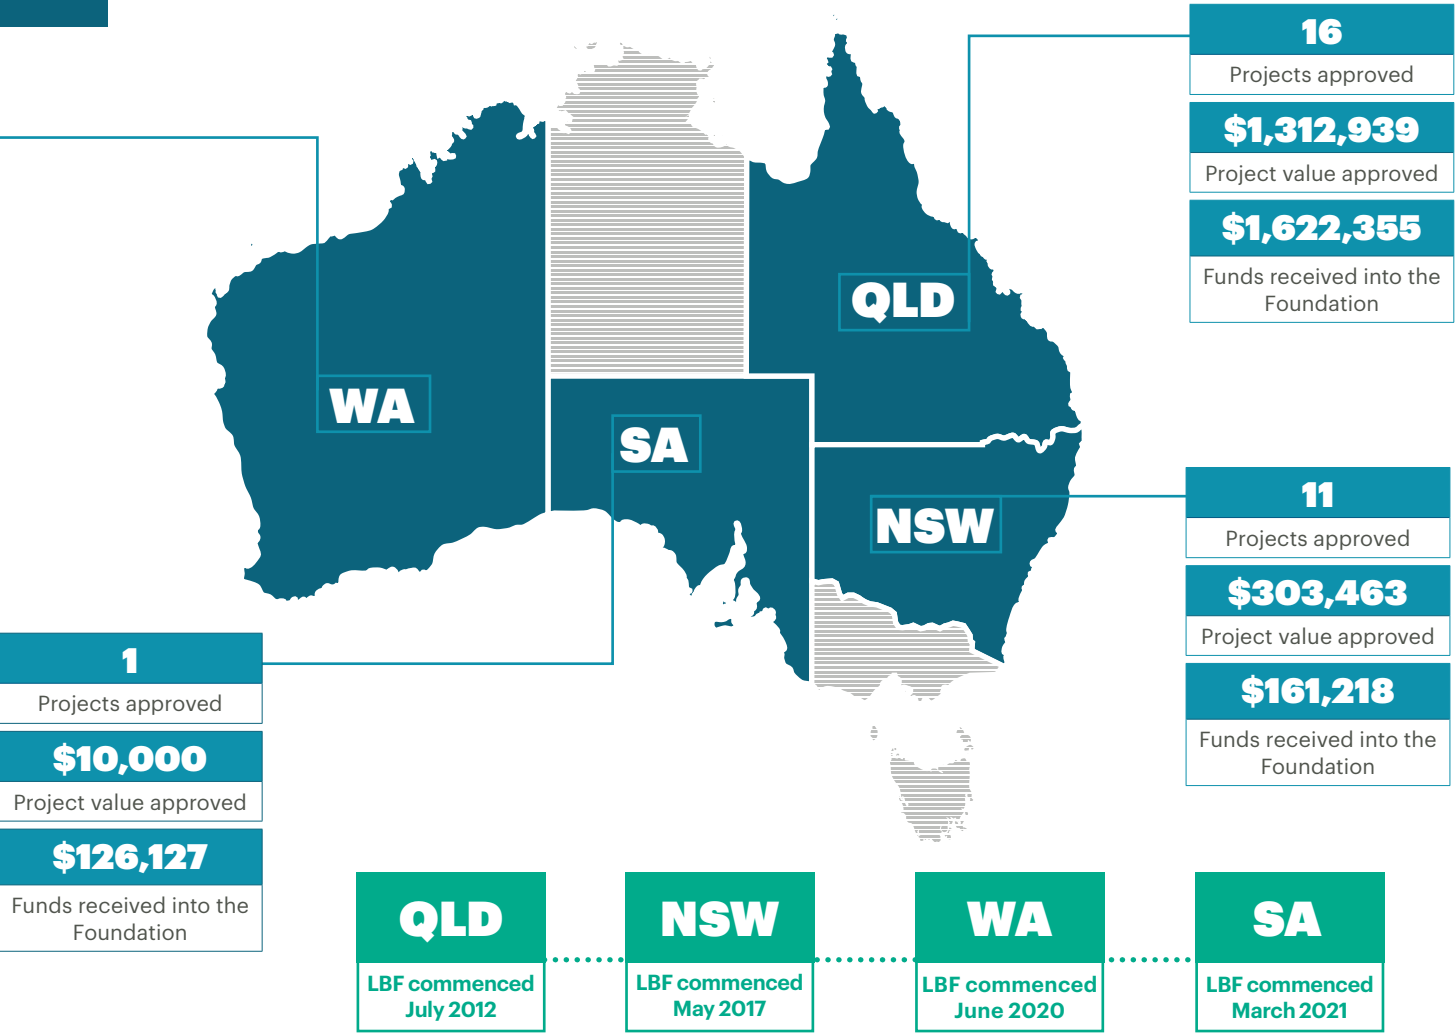 16
Projects approved
$1,312,939
Project value approved
$1,622,355
Funds received into the
Foundation
QLD
WA
SA
NSW
11
Projects approved
$303,463
Project value approved
$161,218
Funds received into the
Foundation
1
Projects approved
$10,000
Project value approved
$126,127
Funds received into the
Foundation
QLD
LBF commenced
July 2012
NSW
LBF commenced
May 2017
WA
LBF commenced
June 2020
SA
LBF commenced
March 2021